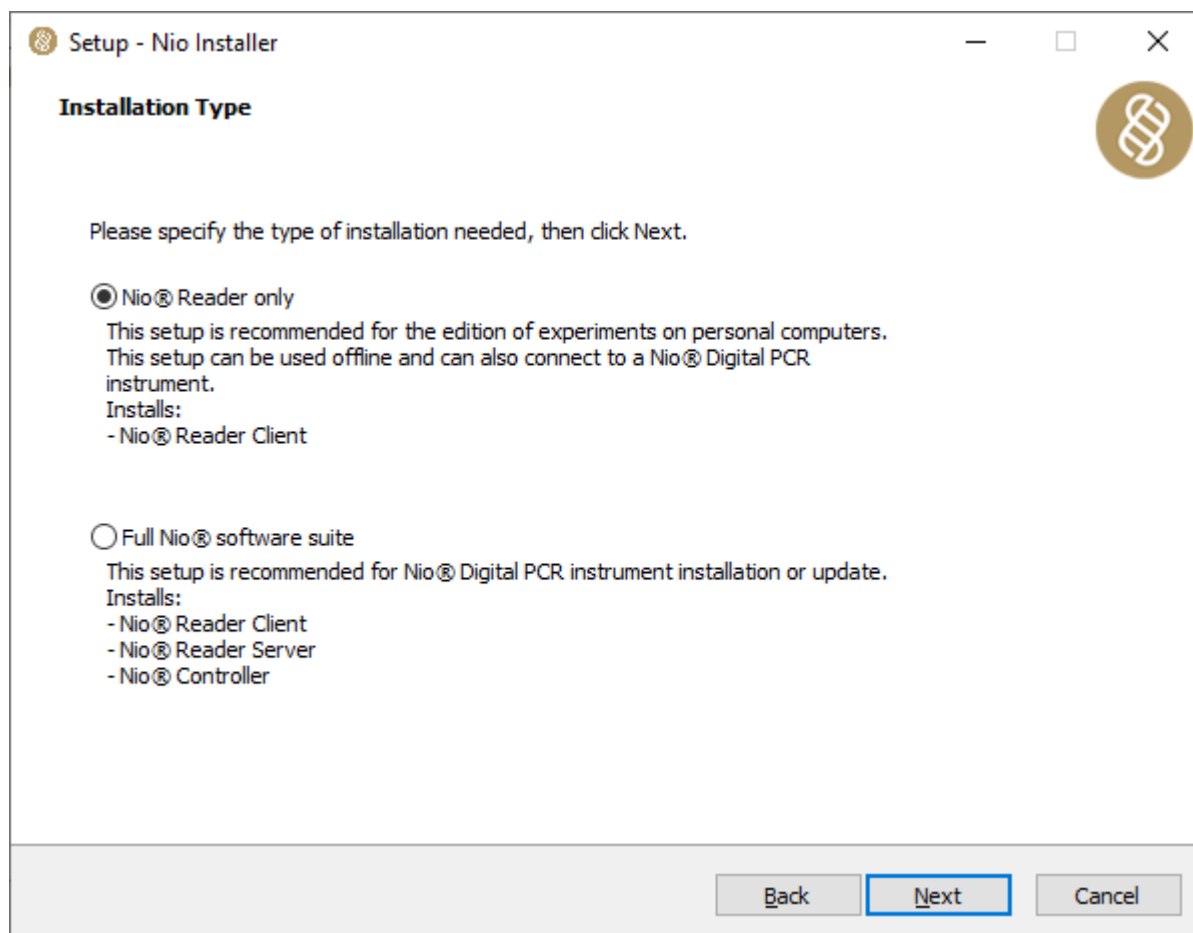 Setup - Nio Installer
Installation Type
Please specify the type of installation needed, then click Next.
Nio® Reader only
This setup is recommended for the edition of experiments on personal computers.
This setup can be used offline and can also connect to a Nio® Digital PCR
instrument.
Installs:
- Nio® Reader Client
Full Nio® software suite
This setup is recommended for Nio® Digital PCR instrument installation or update.
Installs:
- Nio® Reader Client
- Nio® Reader Server
- Nio® Controller
Back Next Cancel